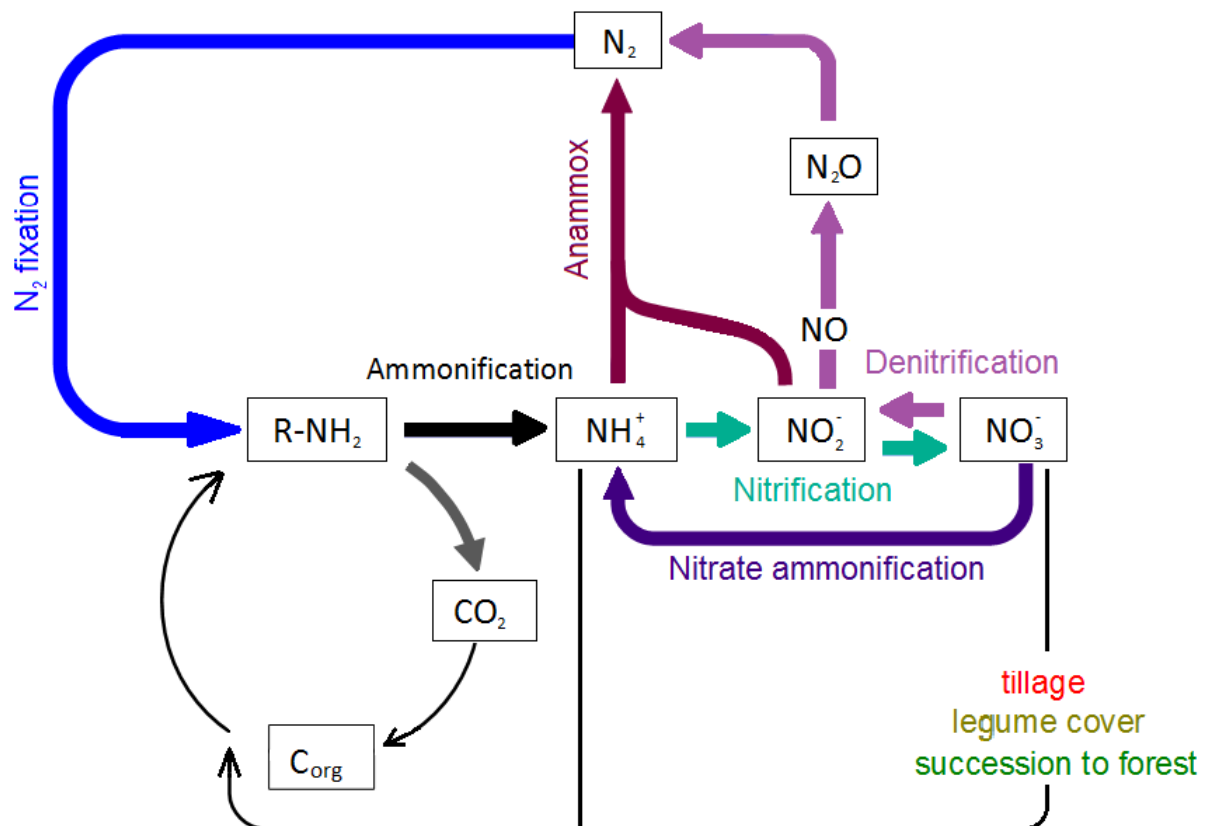 N₂
N₂O
N₂ fixation
Anammox
NO
Denitrification
Ammonification
R-NH₂
NH₄⁺
NO₂⁻
NO₃⁻
Nitrification
Nitrate ammonification
CO₂
tillage
legume cover
succession to forest
Corg